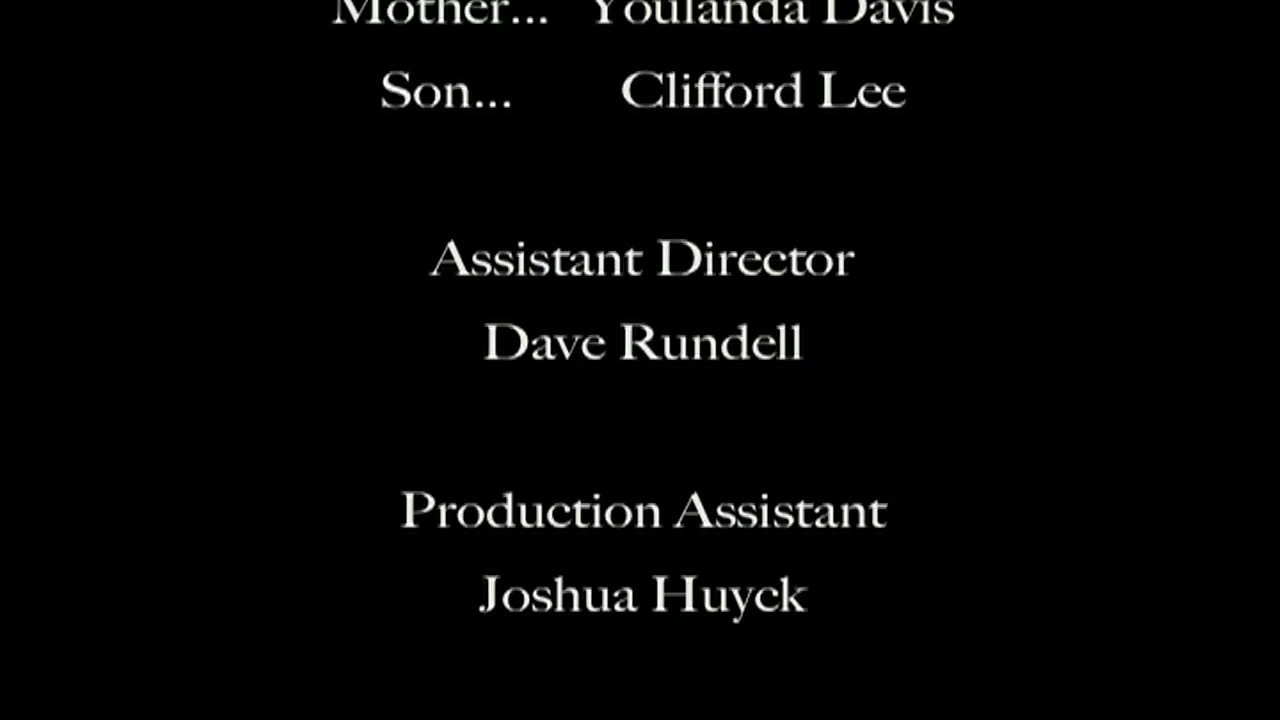 Mother... Youlanda Davis
Son... Clifford Lee
Assistant Director
Dave Rundell
Production Assistant
Joshua Huyck